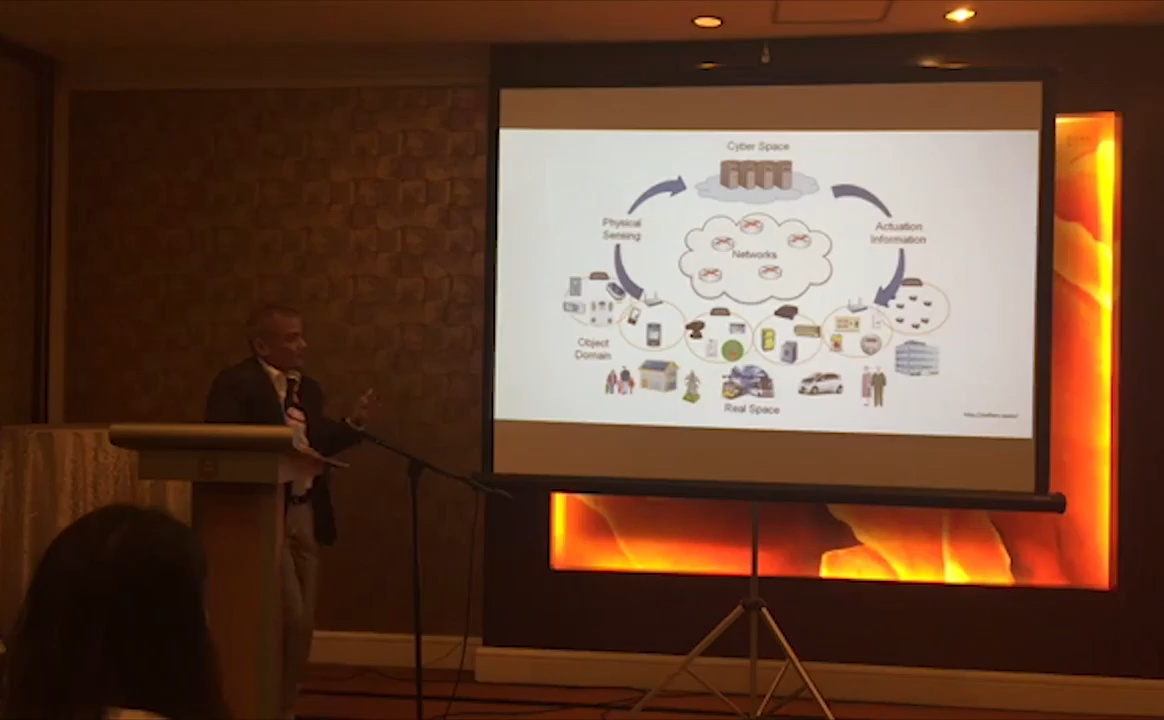 Cyber Space
Physical
Sensing
Actuation
Information
Networks
Object
Domain
Real Space